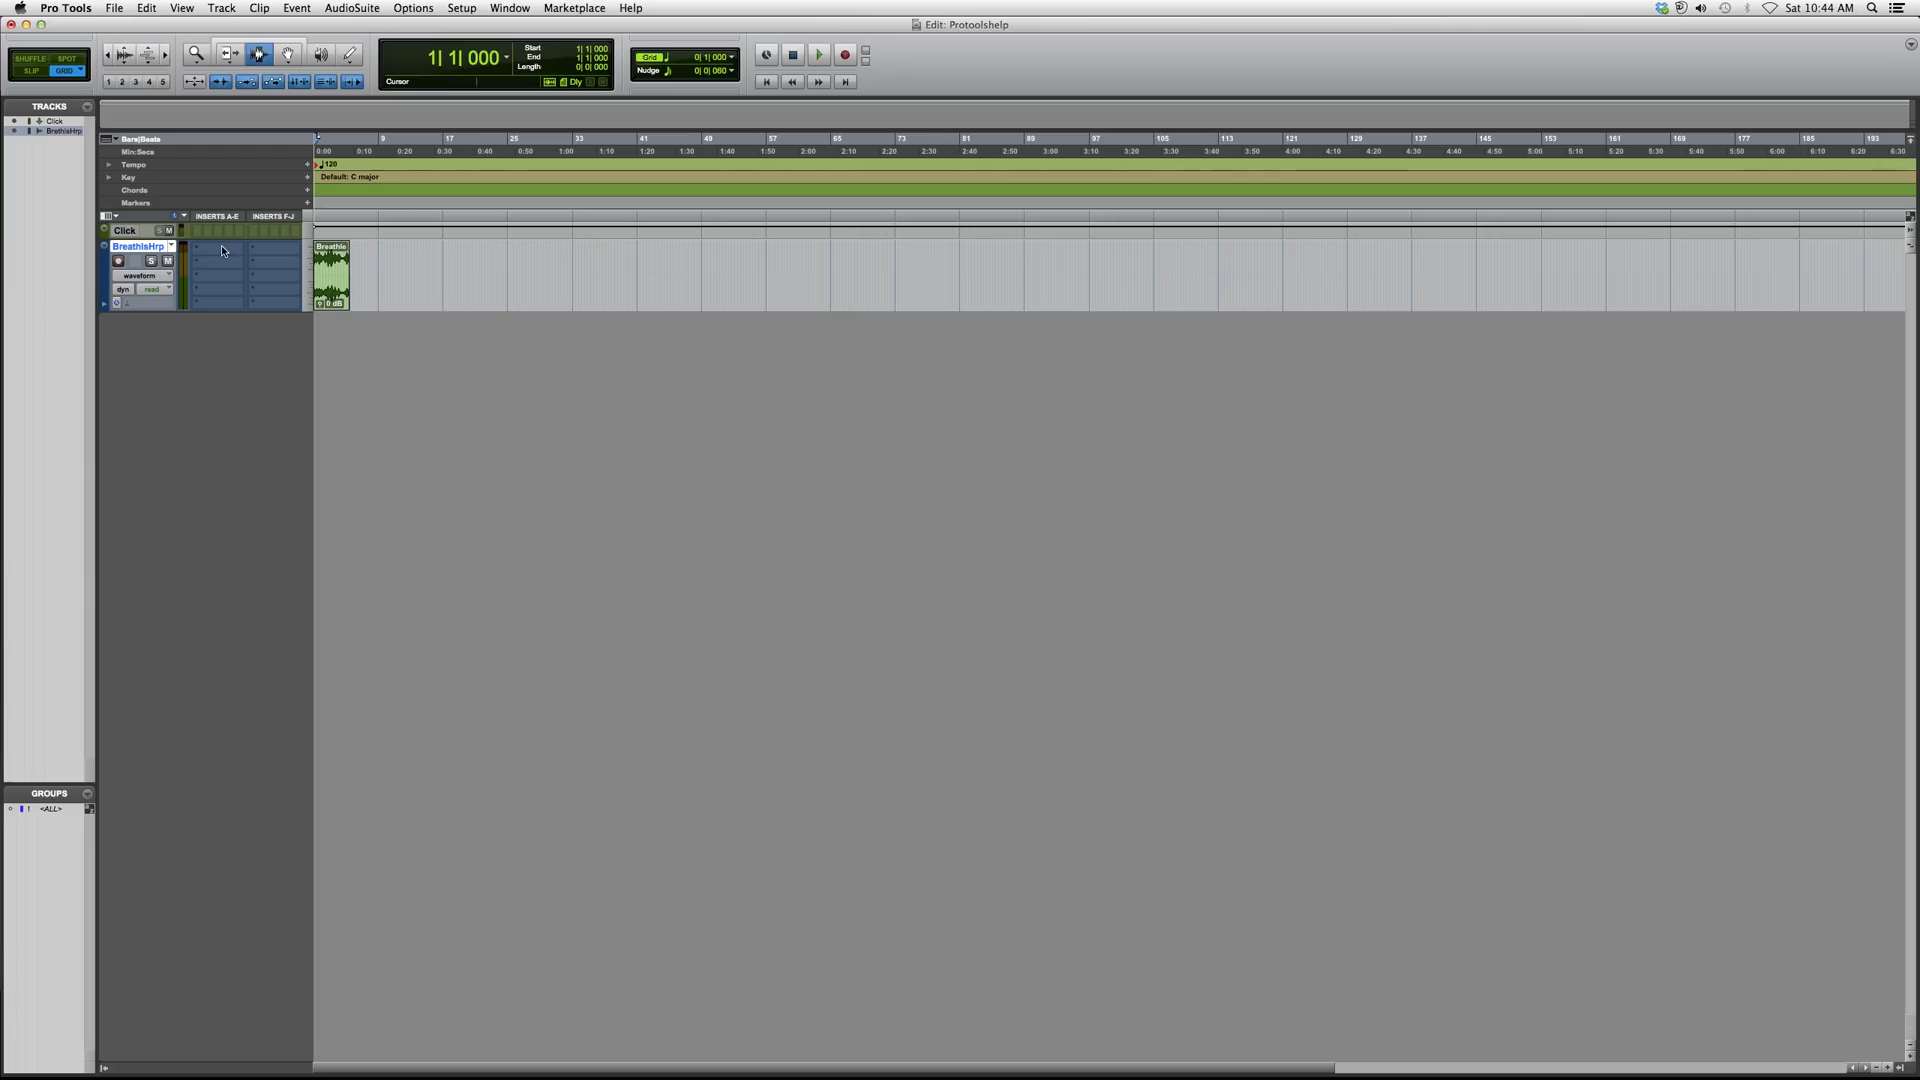 Pro Tools File Edit View Track Clip Event AudioSuite Options Setup Window Marketplace Help Sat 10:44 AM
Edit: Protoolshelp
SHUFFLE SPOT
SLIP GRID
1 2 3 4 5
1| 1| 000
Start 1| 1| 000
End 1| 1| 000
Length 0| 0| 000
Cursor Dly
Grid 0| 1| 000
Nudge 0| 0| 060
TRACKS
Click
BrethlsHrp
Bars|Beats 9 17 25 33 41 49 57 65 73 81 89 97 105 113 121 129 137 145 153 161 169 177 185 193
Min:Secs 0:00 0:10 0:20 0:30 0:40 0:50 1:00 1:10 1:20 1:30 1:40 1:50 2:00 2:10 2:20 2:30 2:40 2:50 3:00 3:10 3:20 3:30 3:40 3:50 4:00 4:10 4:20 4:30 4:40 4:50 5:00 5:10 5:20 5:30 5:40 5:50 6:00 6:10 6:20 6:30
Tempo + 120
Key + Default: C major
Chords +
Markers +
INSERTS A-E INSERTS F-J
Click S M
BreathlsHrp
Breathle
S M
waveform
dyn read
0 dB
GROUPS
! <ALL>